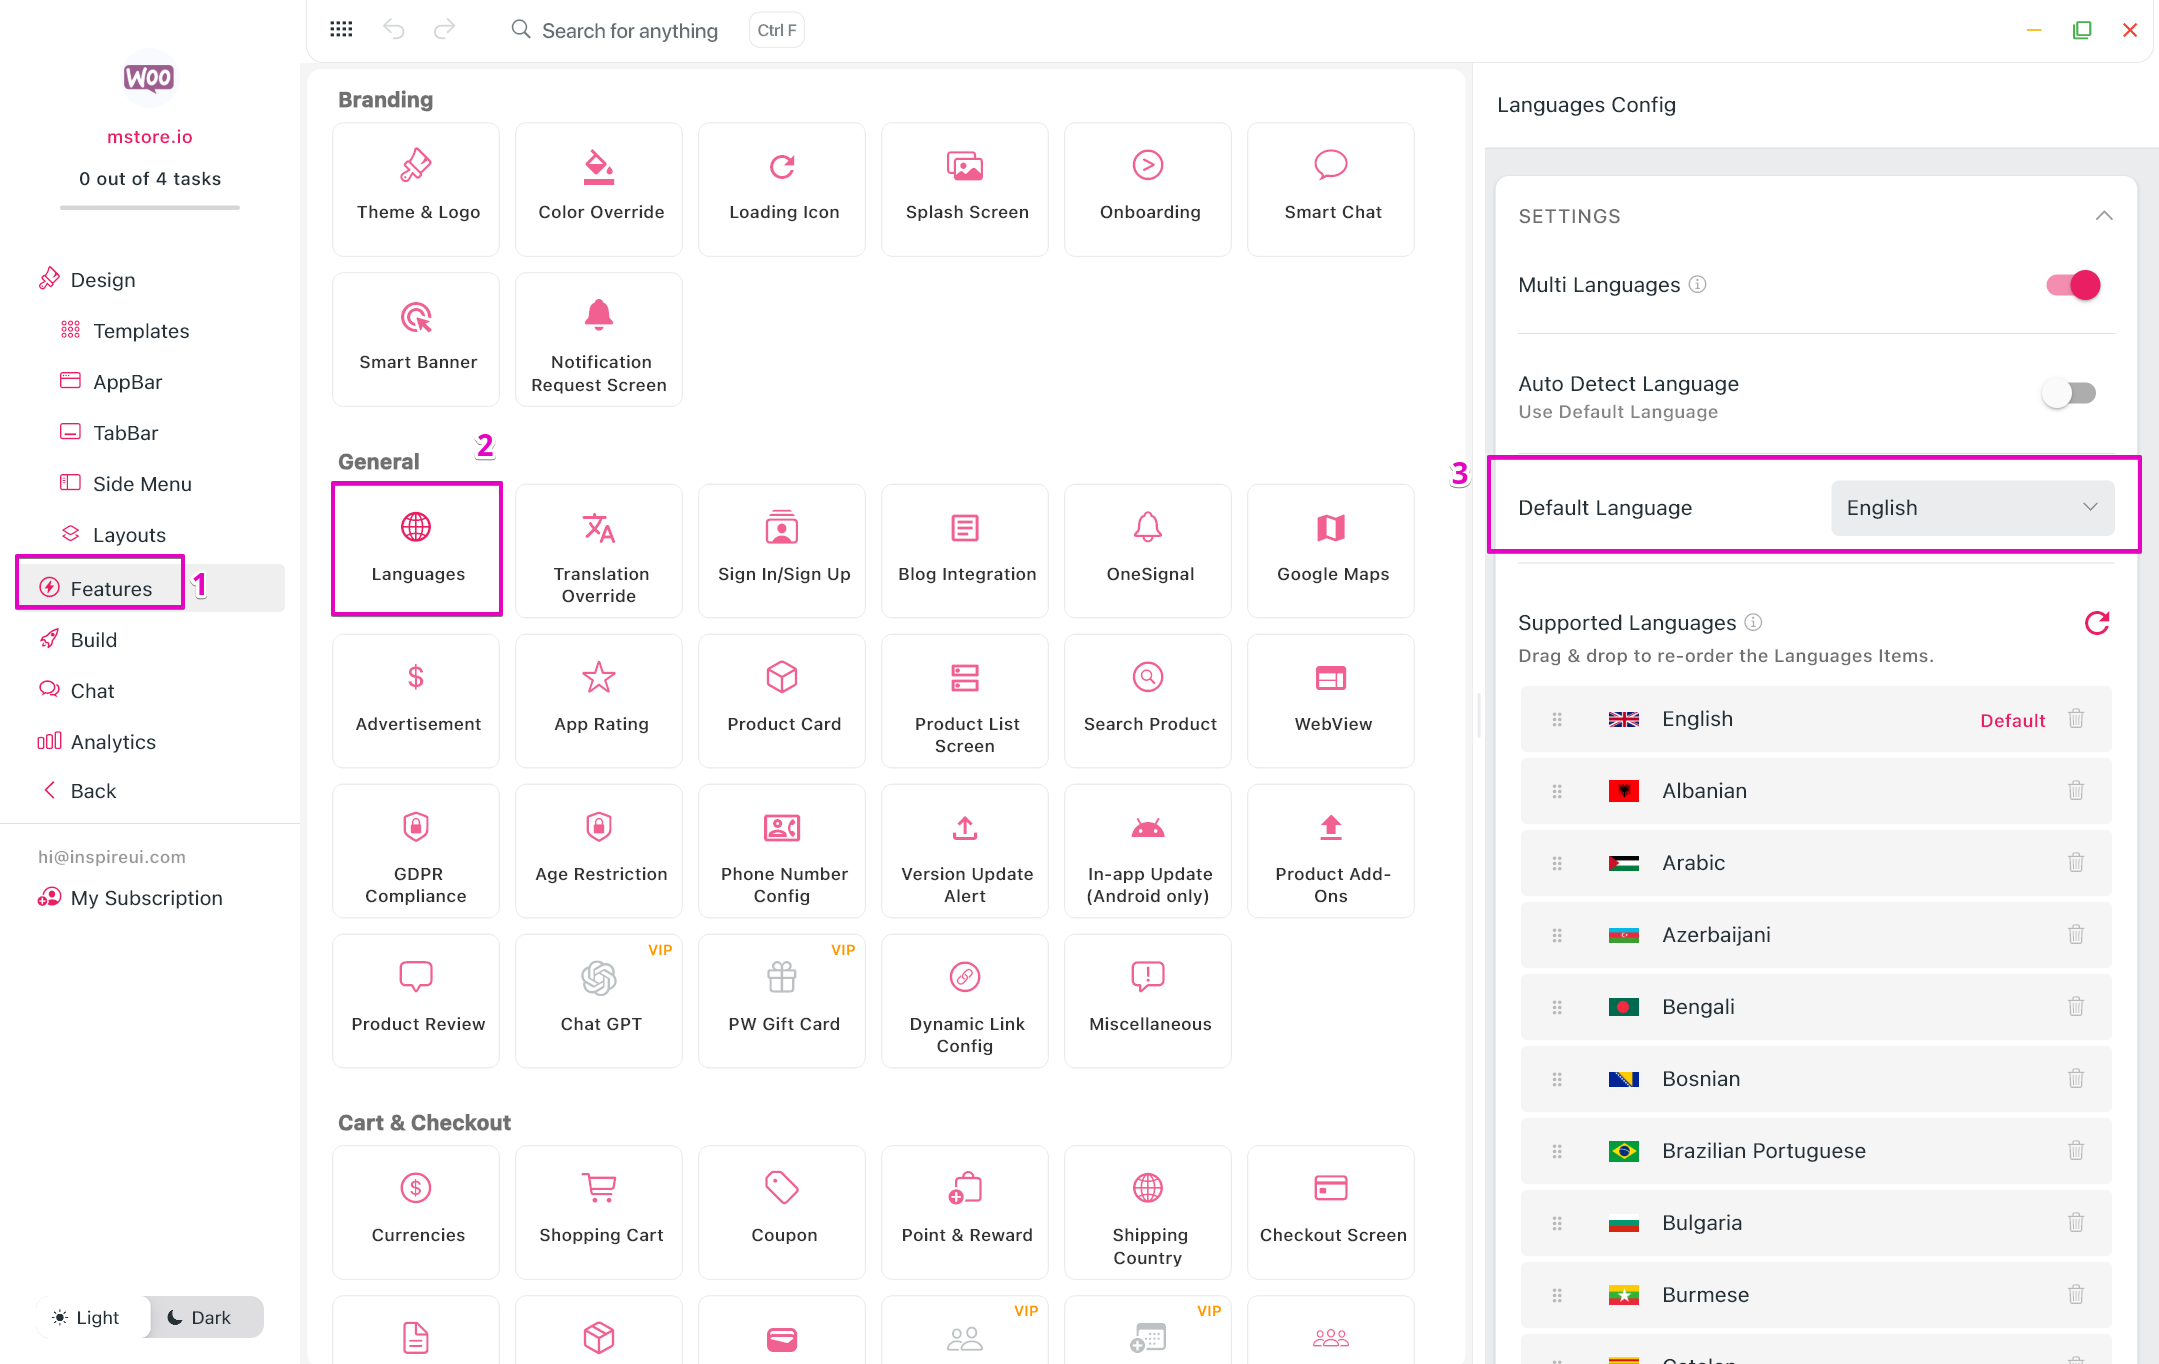 Search for anything
Ctrl F
WOO
mstore.io
0 out of 4 tasks
Design
Templates
AppBar
TabBar
Side Menu
Layouts
Features
1
Build
Chat
Analytics
Back
hi@inspireui.com
My Subscription
Light
Dark
Branding
Theme & Logo
Color Override
Loading Icon
Splash Screen
Onboarding
Smart Chat
Smart Banner
Notification
Request Screen
General
2
Languages
Translation
Override
Sign In/Sign Up
Blog Integration
OneSignal
Google Maps
Advertisement
App Rating
Product Card
Product List
Screen
Search Product
WebView
GDPR
Compliance
Age Restriction
Phone Number
Config
Version Update
Alert
In-app Update
(Android only)
Product Add-
Ons
Product Review
VIP
Chat GPT
VIP
PW Gift Card
Dynamic Link
Config
Miscellaneous
Cart & Checkout
Currencies
Shopping Cart
Coupon
Point & Reward
Shipping
Country
Checkout Screen
VIP
VIP
Languages Config
SETTINGS
Multi Languages
Auto Detect Language
Use Default Language
3
Default Language
English
Supported Languages
Drag & drop to re-order the Languages Items.
English
Default
Albanian
Arabic
Azerbaijani
Bengali
Bosnian
Brazilian Portuguese
Bulgaria
Burmese